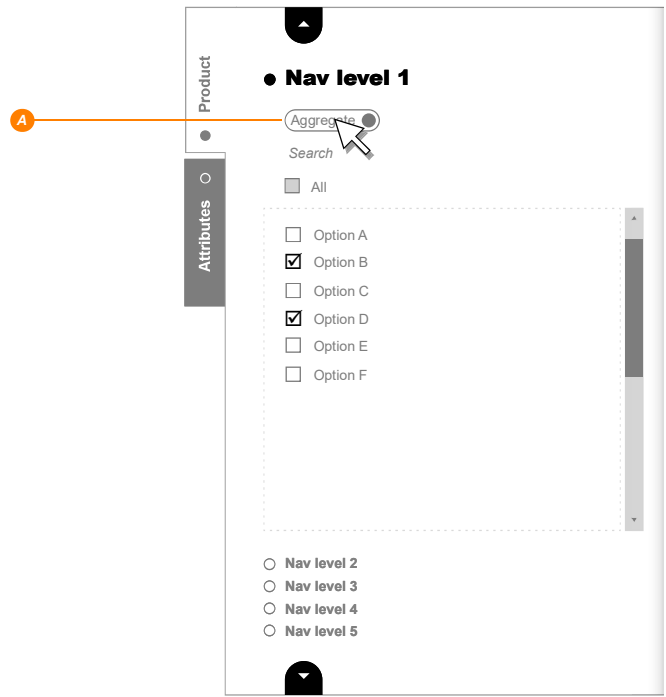 Product
Attributes
Nav level 1
A
Aggregate
Search
All
Option A
Option B
Option C
Option D
Option E
Option F
Nav level 2
Nav level 3
Nav level 4
Nav level 5